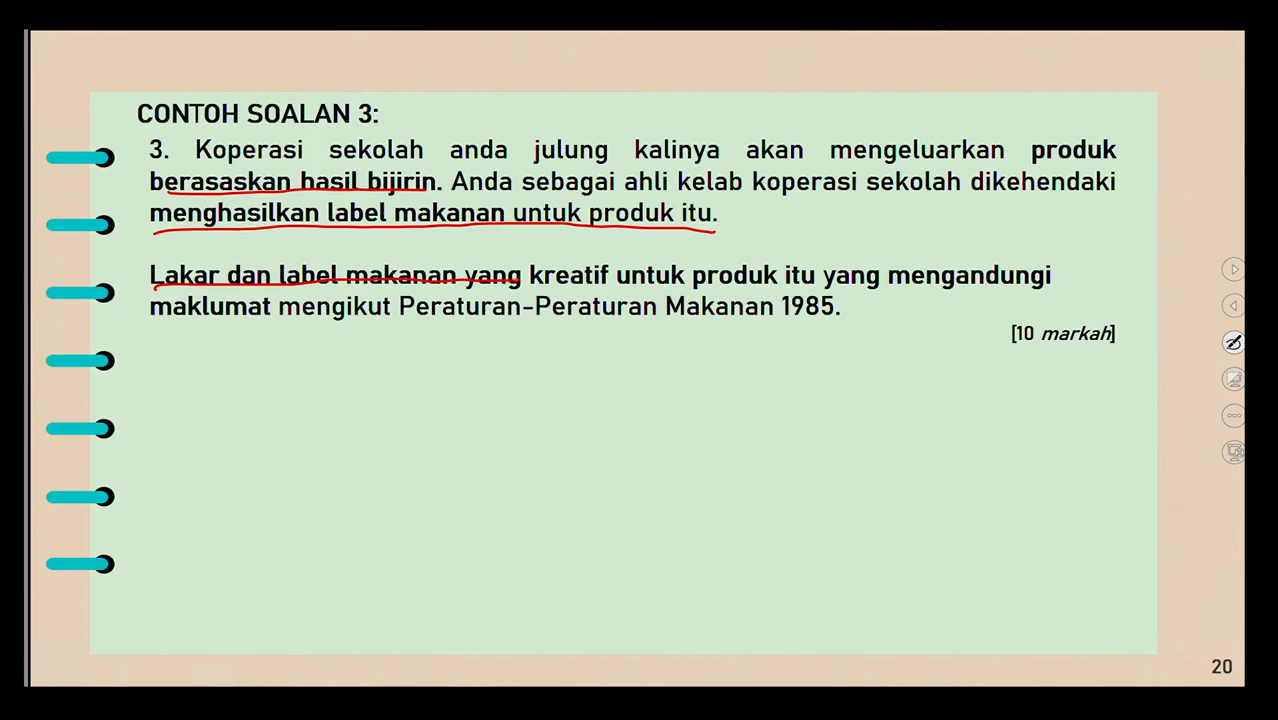 CONTOH SOALAN 3:
3. Koperasi sekolah anda julung kalinya akan mengeluarkan produk
berasaskan hasil bijirin. Anda sebagai ahli kelab koperasi sekolah dikehendaki
menghasilkan label makanan untuk produk itu.
Lakar dan label makanan yang kreatif untuk produk itu yang mengandungi
maklumat mengikut Peraturan-Peraturan Makanan 1985.
[10 markah]
20